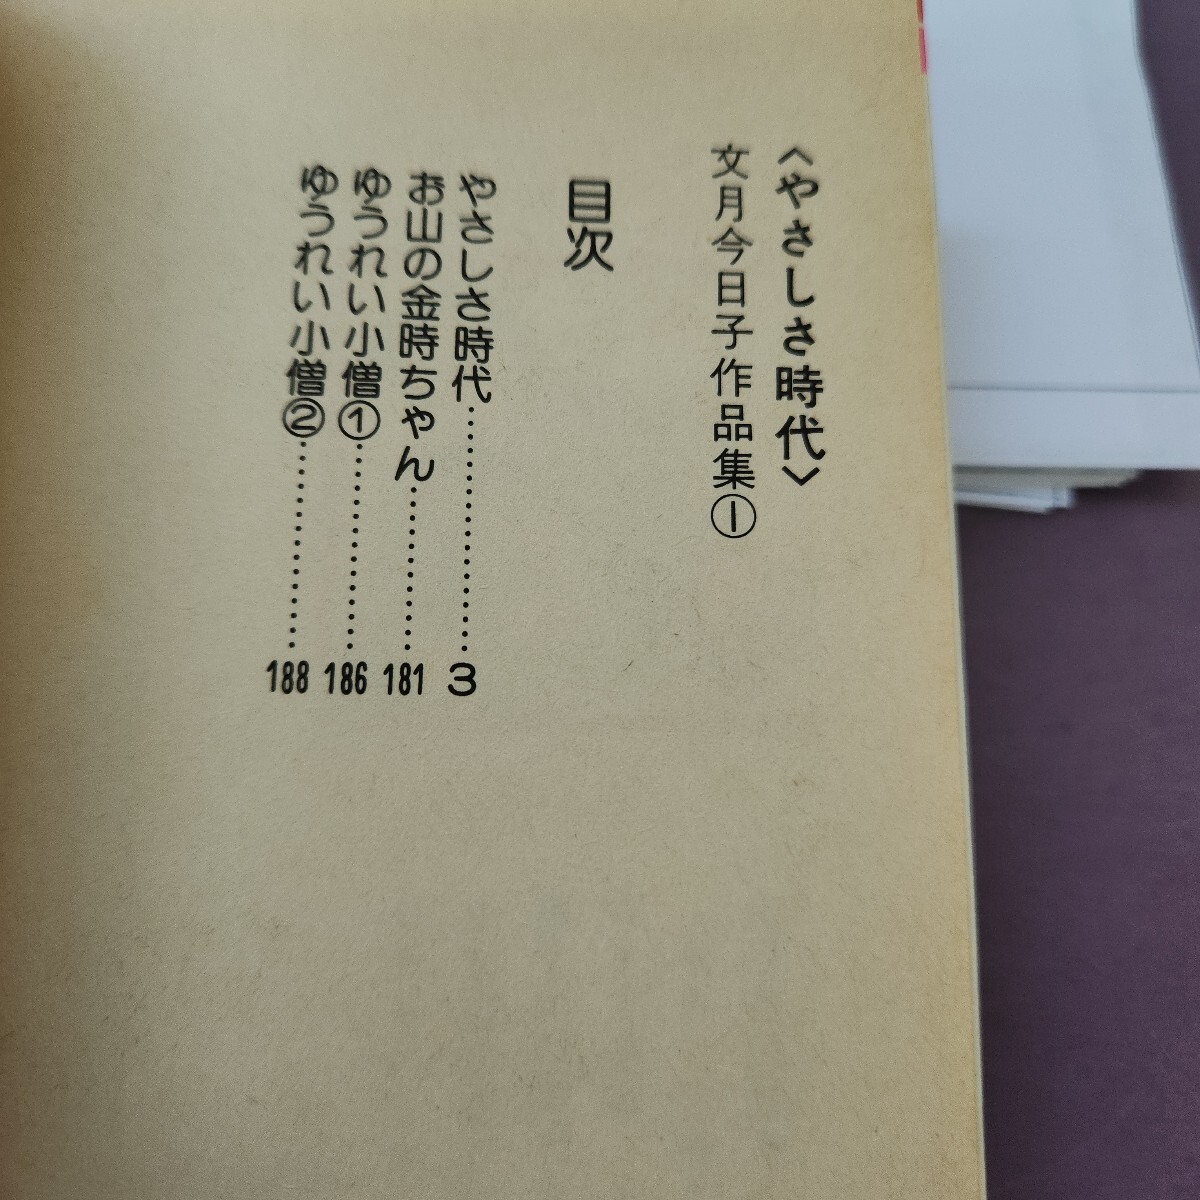 〈やさしさ時代〉
文月今日子作品集①
目次
やさしさ時代……………………3
お山の金時ちゃん……………181
ゆうれい小僧①………………186
ゆうれい小僧②………………188